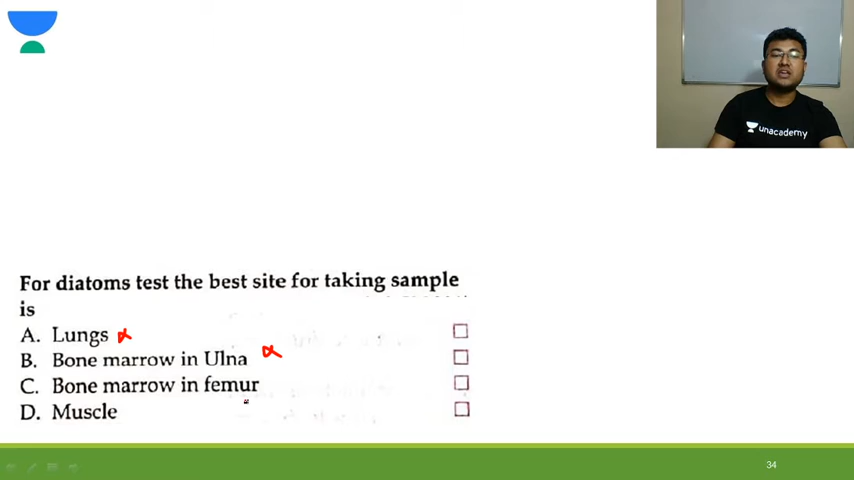 unacademy
For diatoms test the best site for taking sample
is
A. Lungs
B. Bone marrow in Ulna
C. Bone marrow in femur
D. Muscle
34